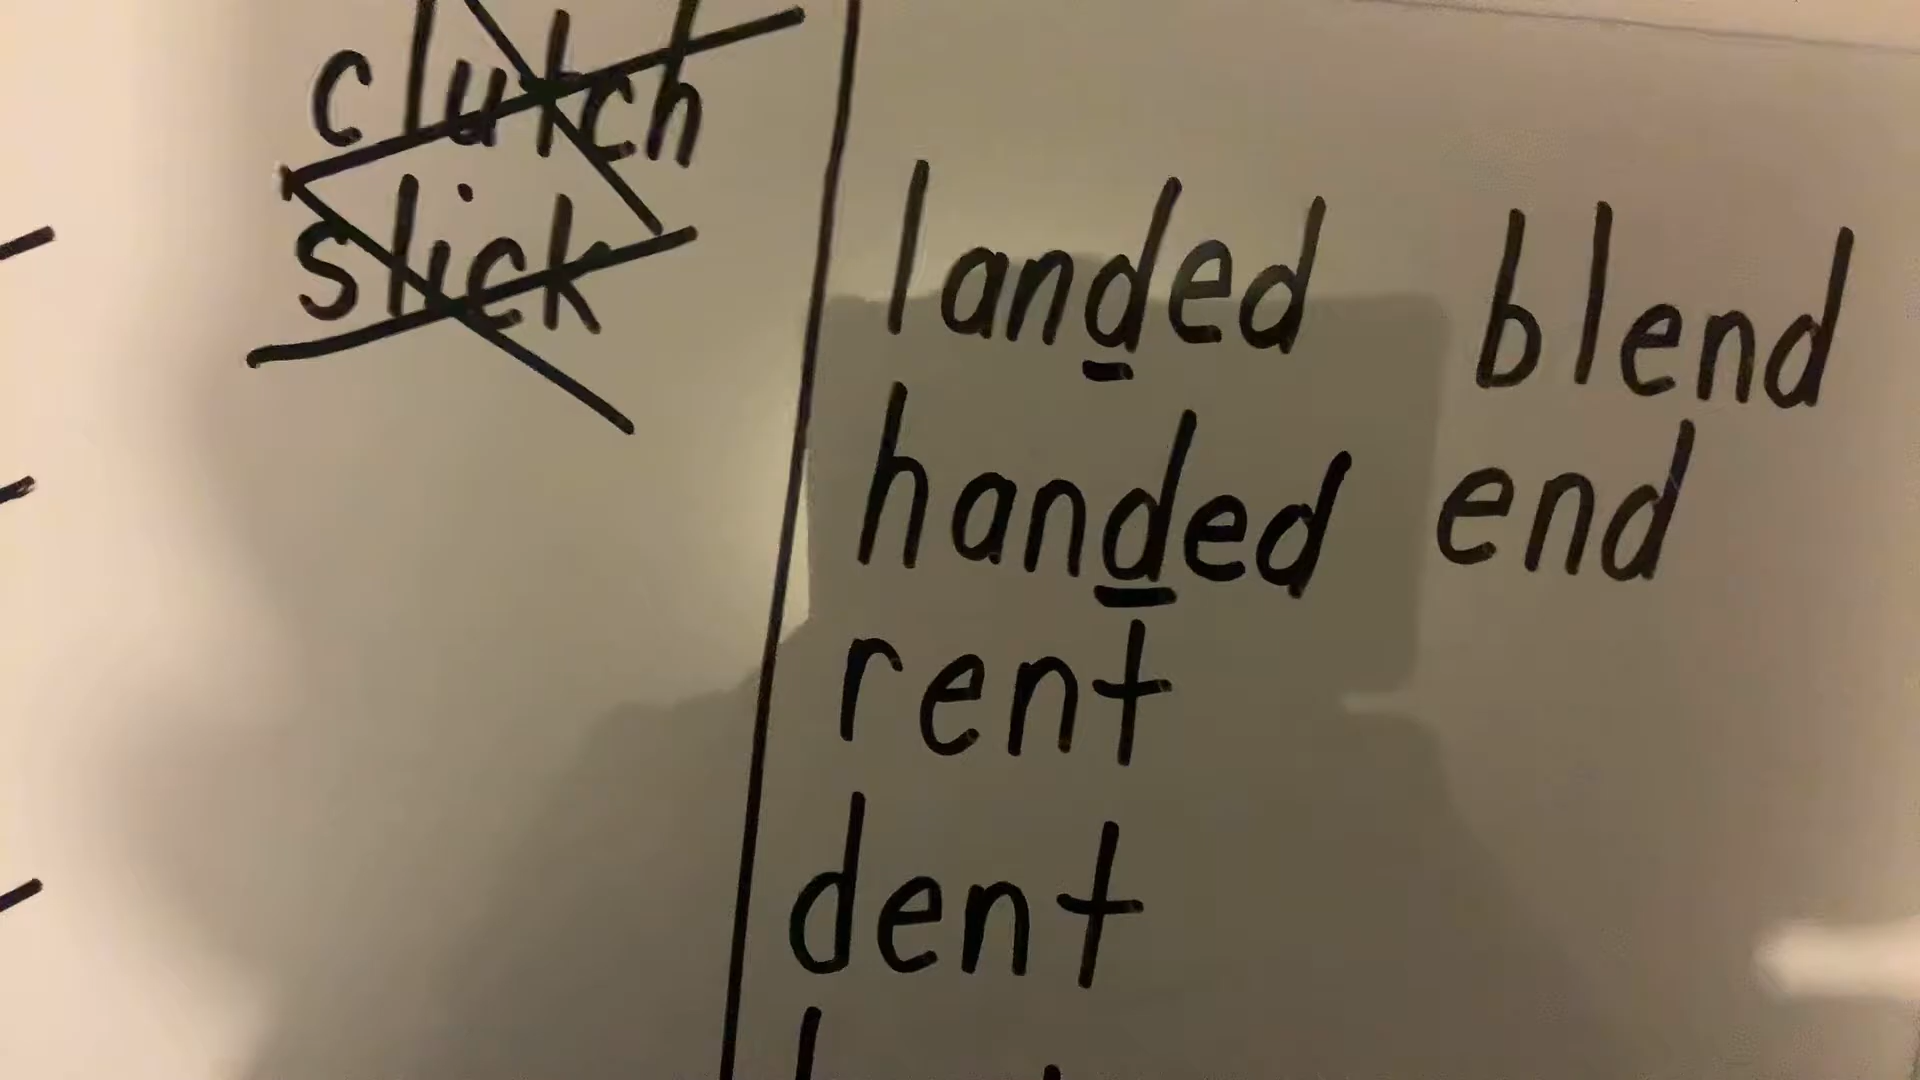 clutch
slick
landed blend
handed end
rent
dent